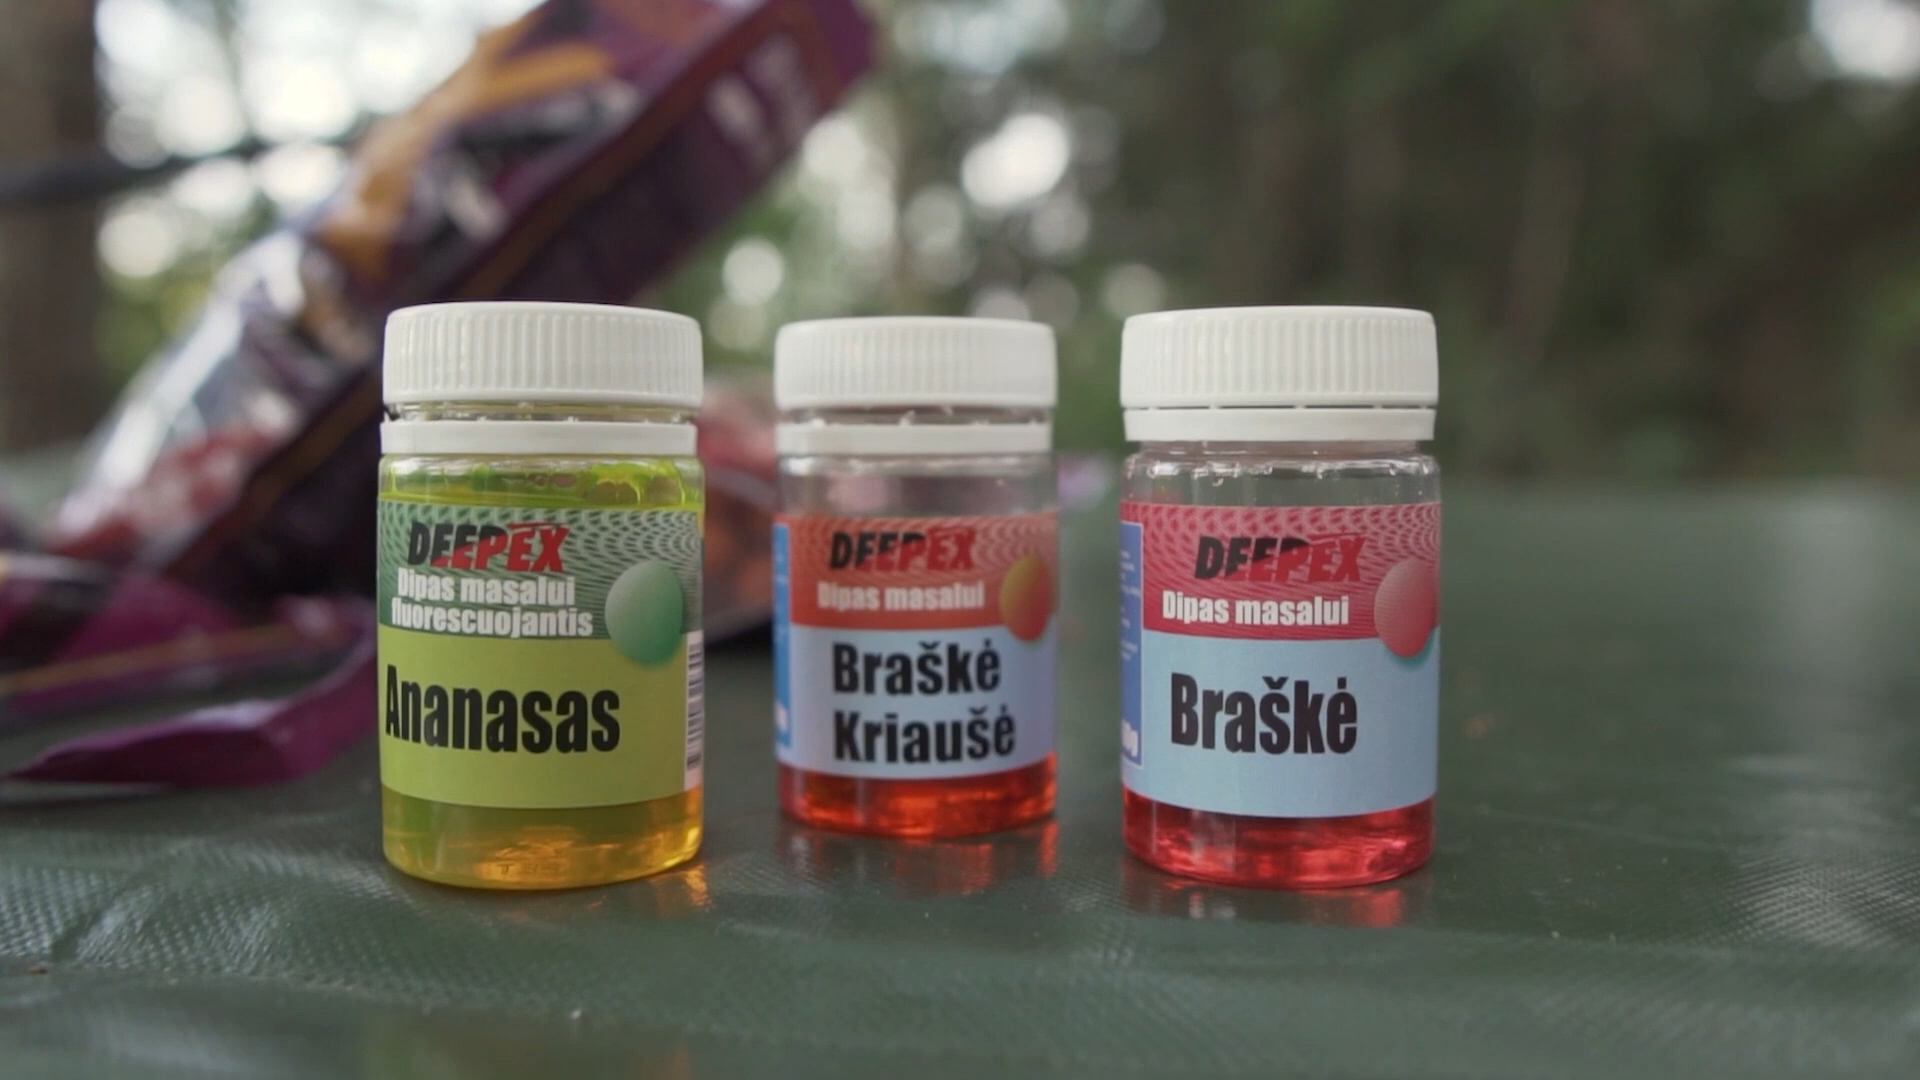 DEEPEX
Dipas masalui
fluorescuojantis
Ananasas
DEEPEX
Dipas masalui
Braškė
Kriaušė
DEEPEX
Dipas masalui
Braškė